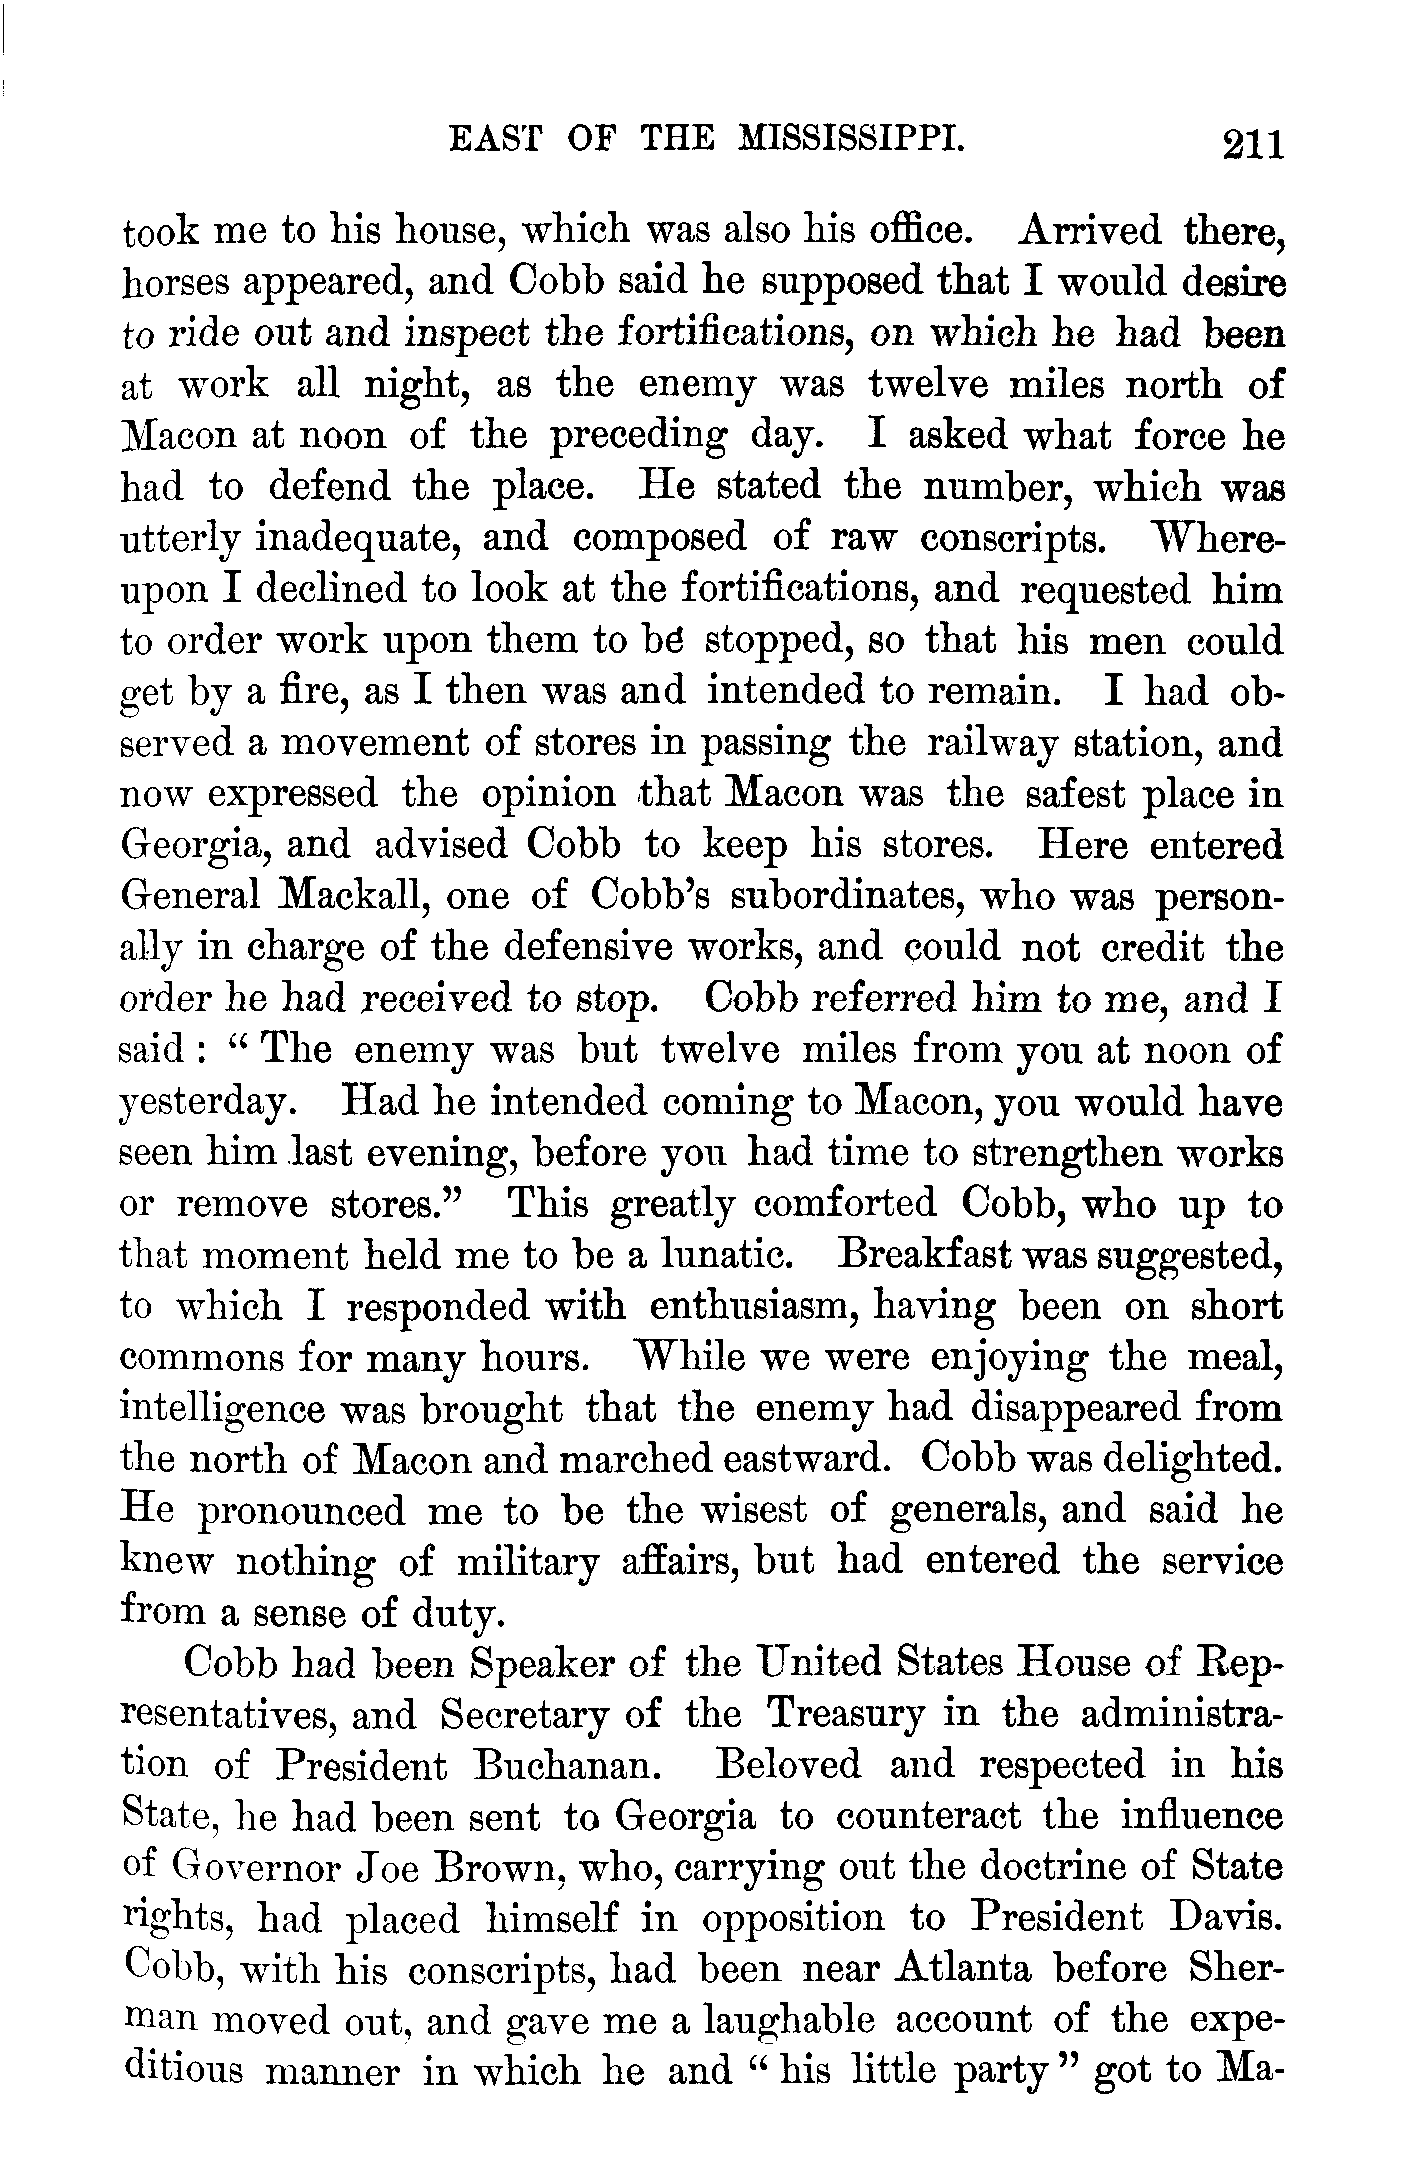 EAST OF THE MISSISSIPPI. 211
took me to his house, which was also his office. Arrived there,
horses appeared, and Cobb said he supposed that I would desire
to ride out and inspect the fortifications, on which he had been
at work all night, as the enemy was twelve miles north of
Macon at noon of the preceding day. I asked what force he
had to defend the place. He stated the number, which was
utterly inadequate, and composed of raw conscripts. Where-
upon I declined to look at the fortifications, and requested him
to order work upon them to be stopped, so that his men could
get by a fire, as I then was and intended to remain. I had ob-
served a movement of stores in passing the railway station, and
now expressed the opinion that Macon was the safest place in
Georgia, and advised Cobb to keep his stores. Here entered
General Mackall, one of Cobb's subordinates, who was person-
ally in charge of the defensive works, and could not credit the
order he had received to stop. Cobb referred him to me, and I
said : “ The enemy was but twelve miles from you at noon of
yesterday. Had he intended coming to Macon, you would have
seen him last evening, before you had time to strengthen works
or remove stores.” This greatly comforted Cobb, who up to
that moment held me to be a lunatic. Breakfast was suggested,
to which I responded with enthusiasm, having been on short
commons for many hours. While we were enjoying the meal,
intelligence was brought that the enemy had disappeared from
the north of Macon and marched eastward. Cobb was delighted.
He pronounced me to be the wisest of generals, and said he
knew nothing of military affairs, but had entered the service
from a sense of duty.
Cobb had been Speaker of the United States House of Rep-
resentatives, and Secretary of the Treasury in the administra-
tion of President Buchanan. Beloved and respected in his
State, he had been sent to Georgia to counteract the influence
of Governor Joe Brown, who, carrying out the doctrine of State
rights, had placed himself in opposition to President Davis.
Cobb, with his conscripts, had been near Atlanta before Sher-
man moved out, and gave me a laughable account of the expe-
ditious manner in which he and “ his little party ” got to Ma-